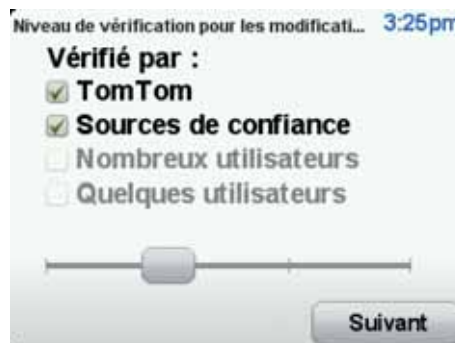 Niveau de vérification pour les modificati...
3:25pm
Vérifié par :
TomTom
Sources de confiance
Nombreux utilisateurs
Quelques utilisateurs
Suivant